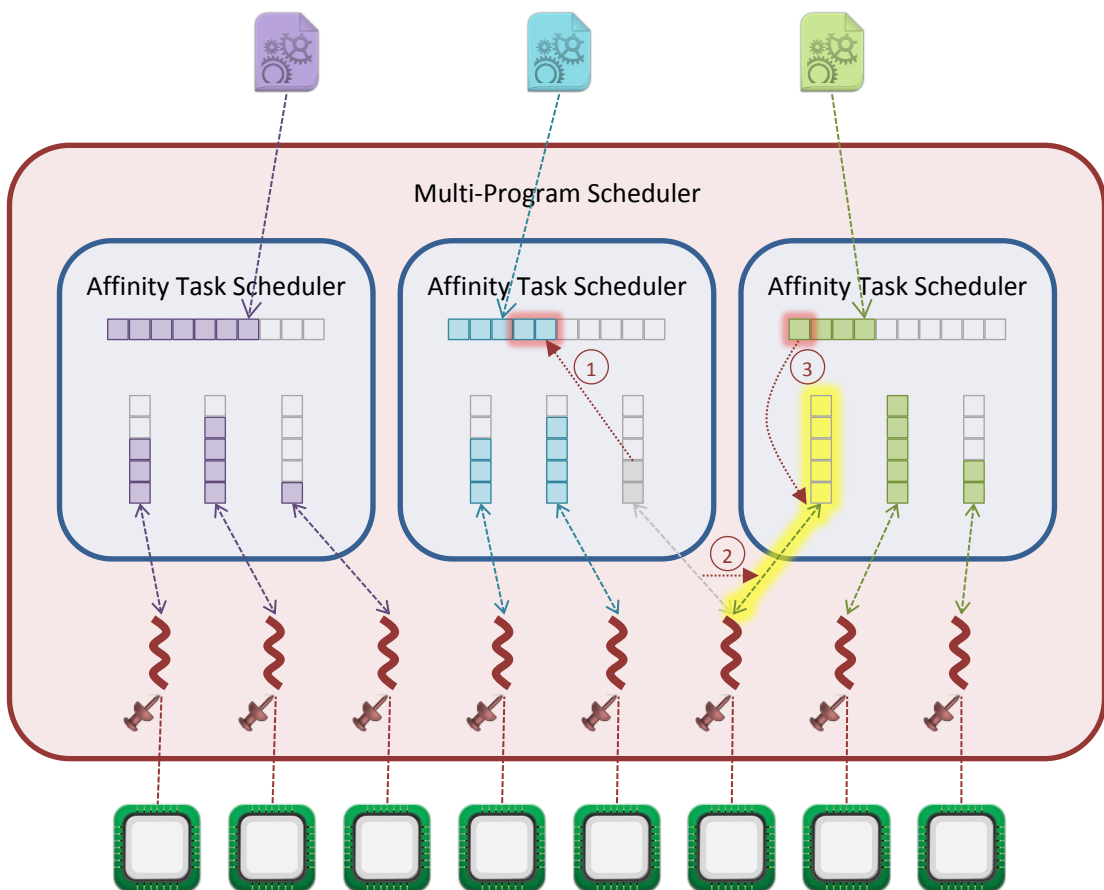 Multi-Program Scheduler
Affinity Task Scheduler
Affinity Task Scheduler
Affinity Task Scheduler
1
3
2